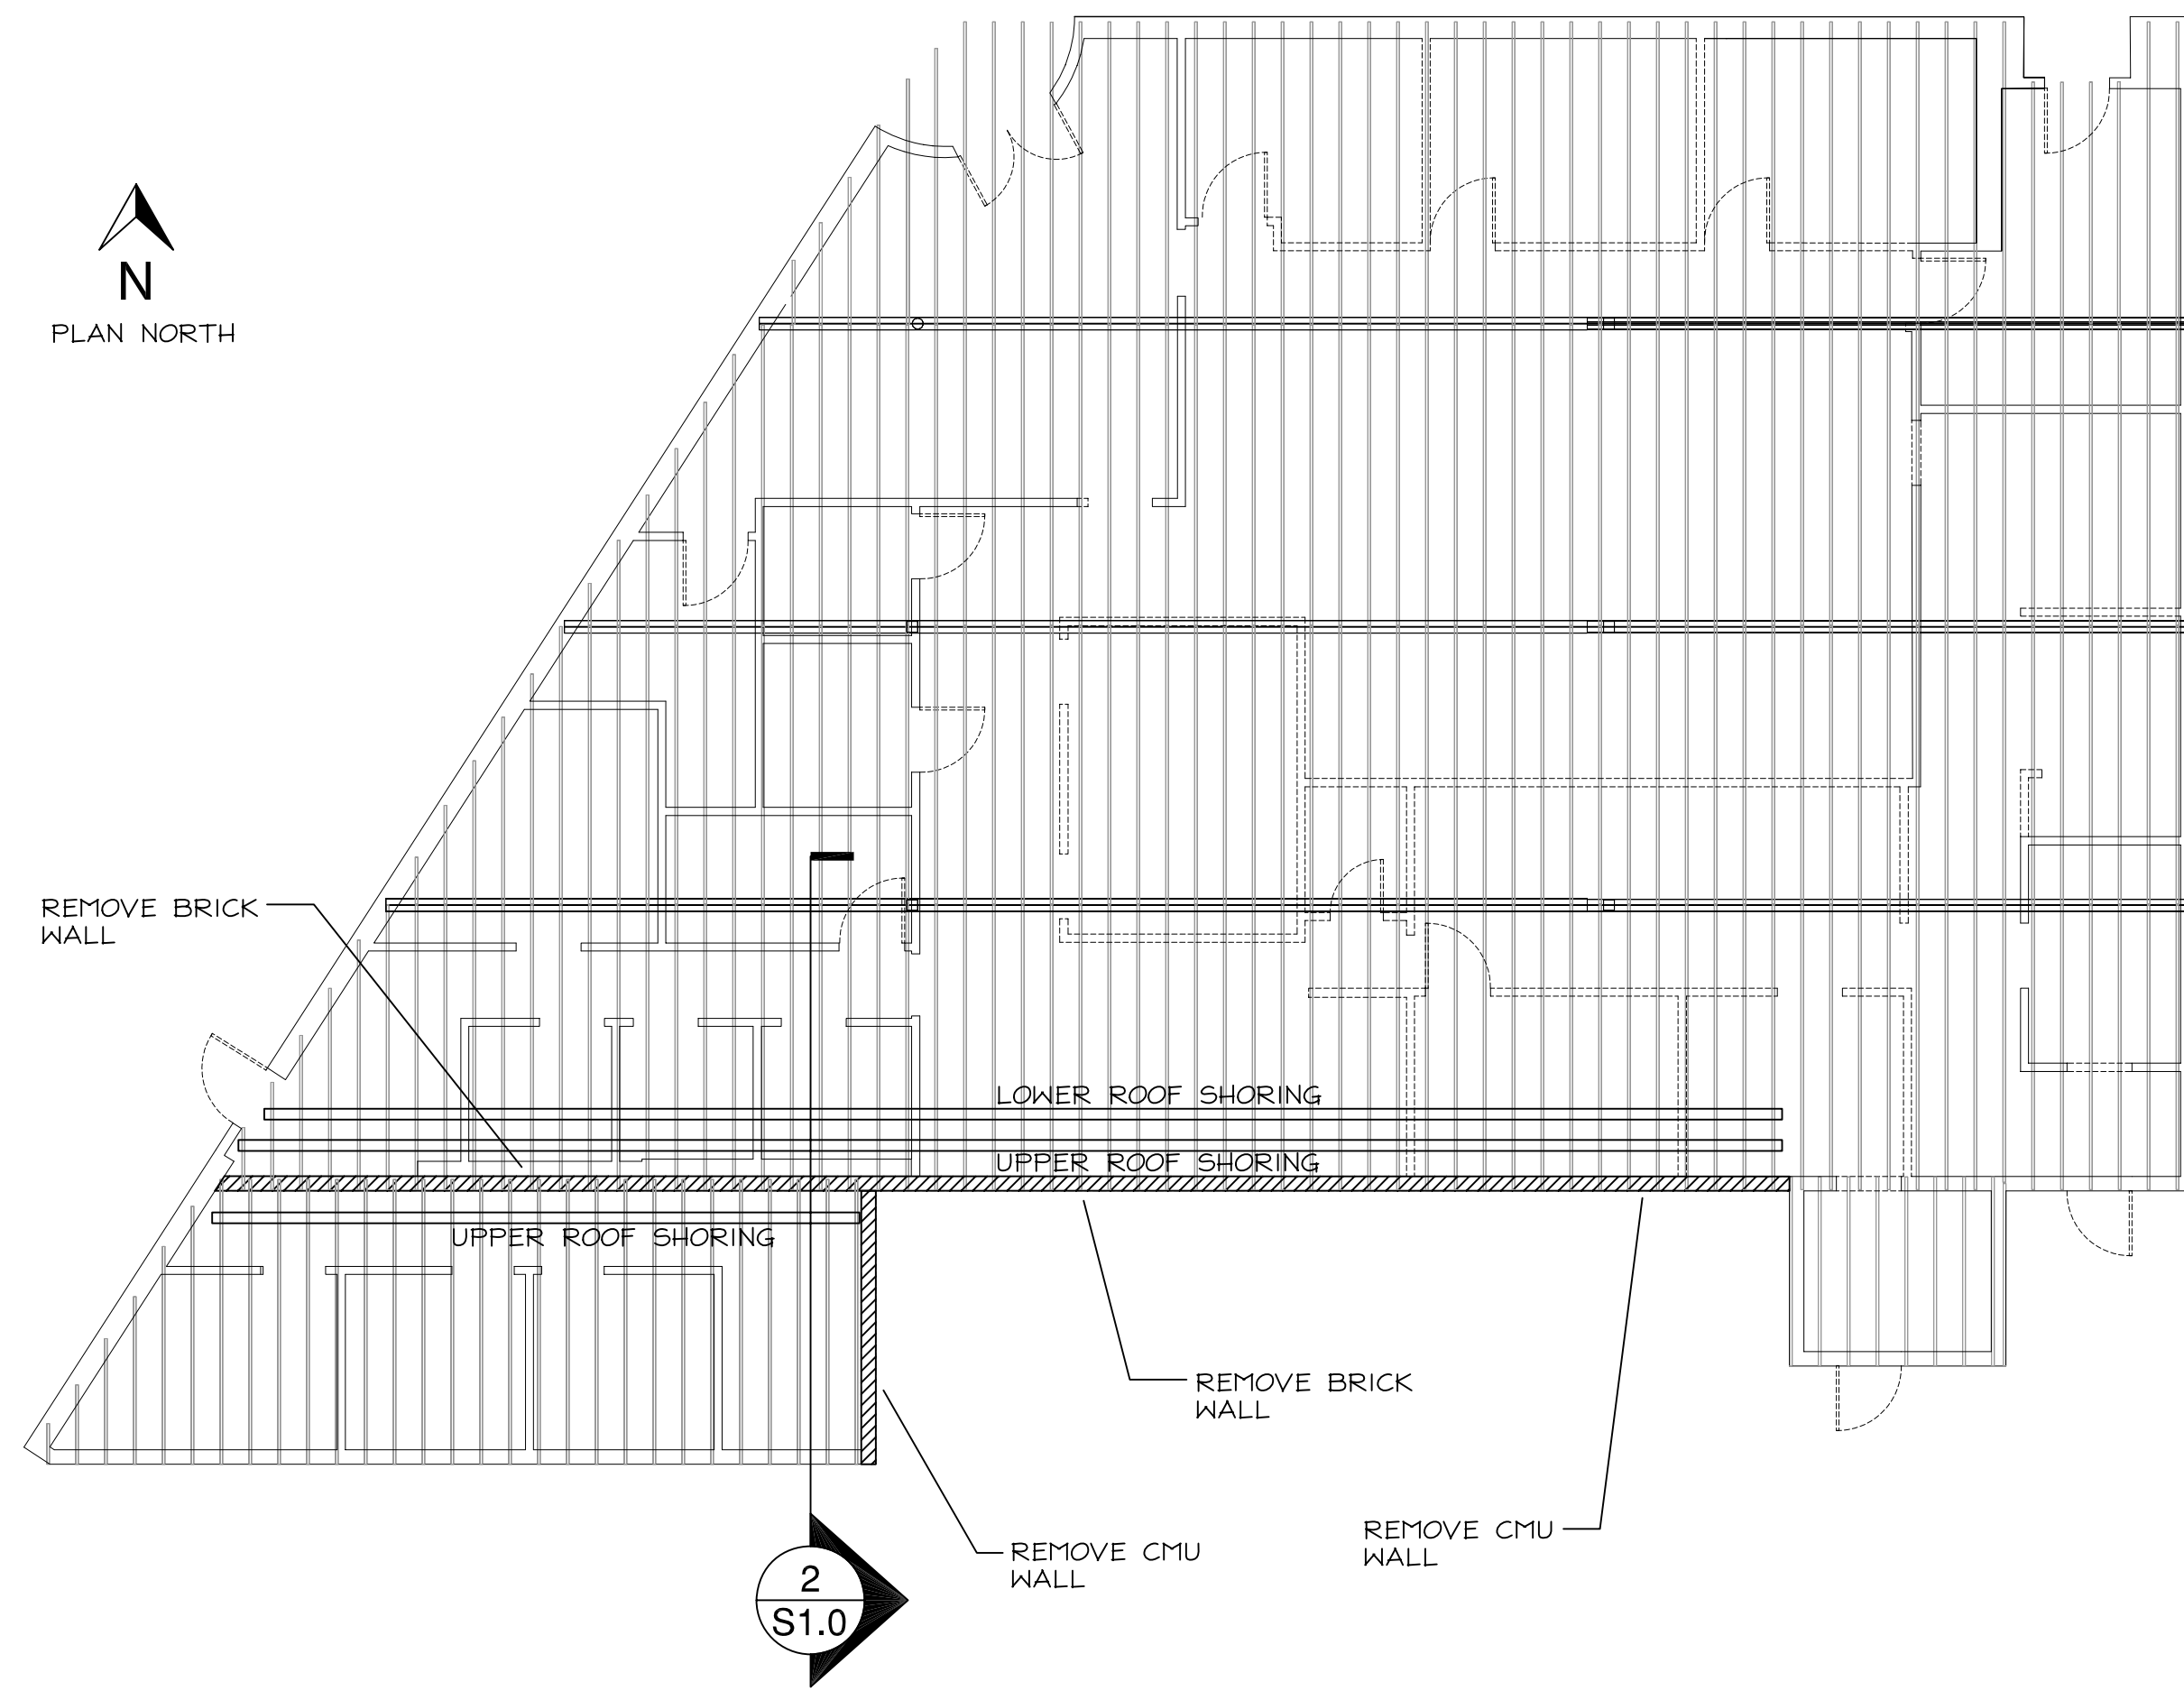 N
PLAN NORTH
REMOVE BRICK
WALL
LOWER ROOF SHORING
UPPER ROOF SHORING
UPPER ROOF SHORING
REMOVE BRICK
WALL
REMOVE CMU
WALL
REMOVE CMU
WALL
2
S1.0